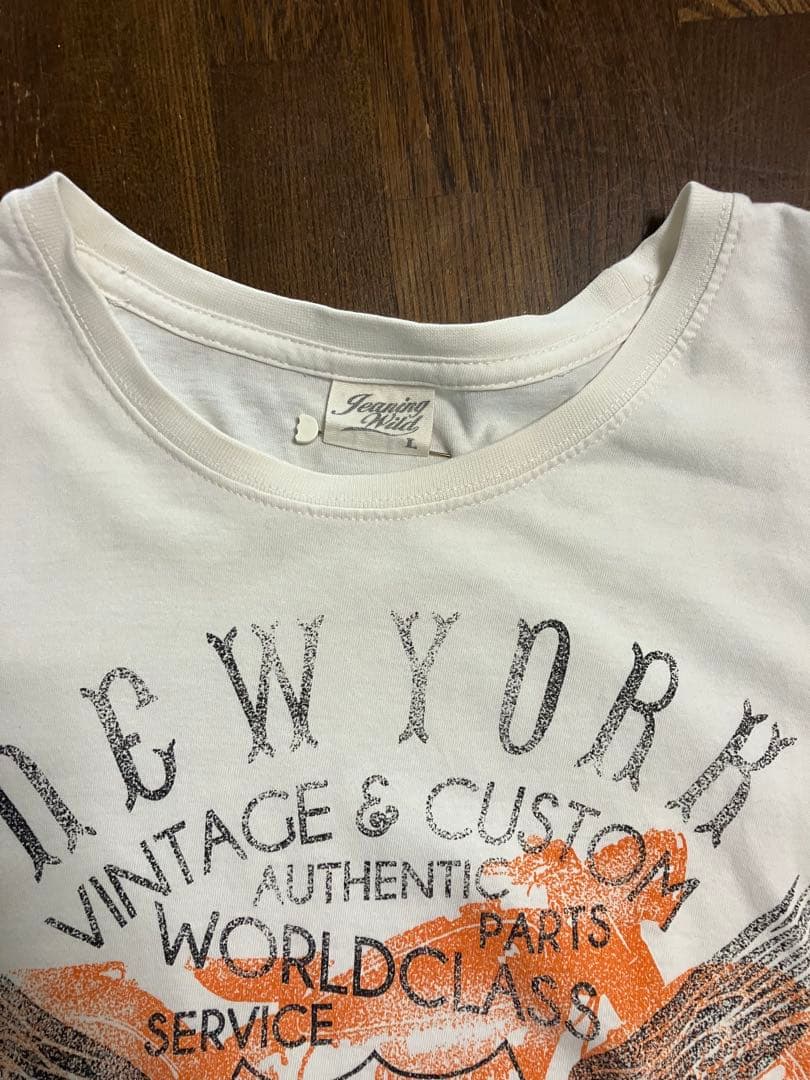 Jeaning
Wild
L
NEW YORK
VINTAGE & CUSTOM
AUTHENTIC
PARTS
WORLDCLASS
SERVICE